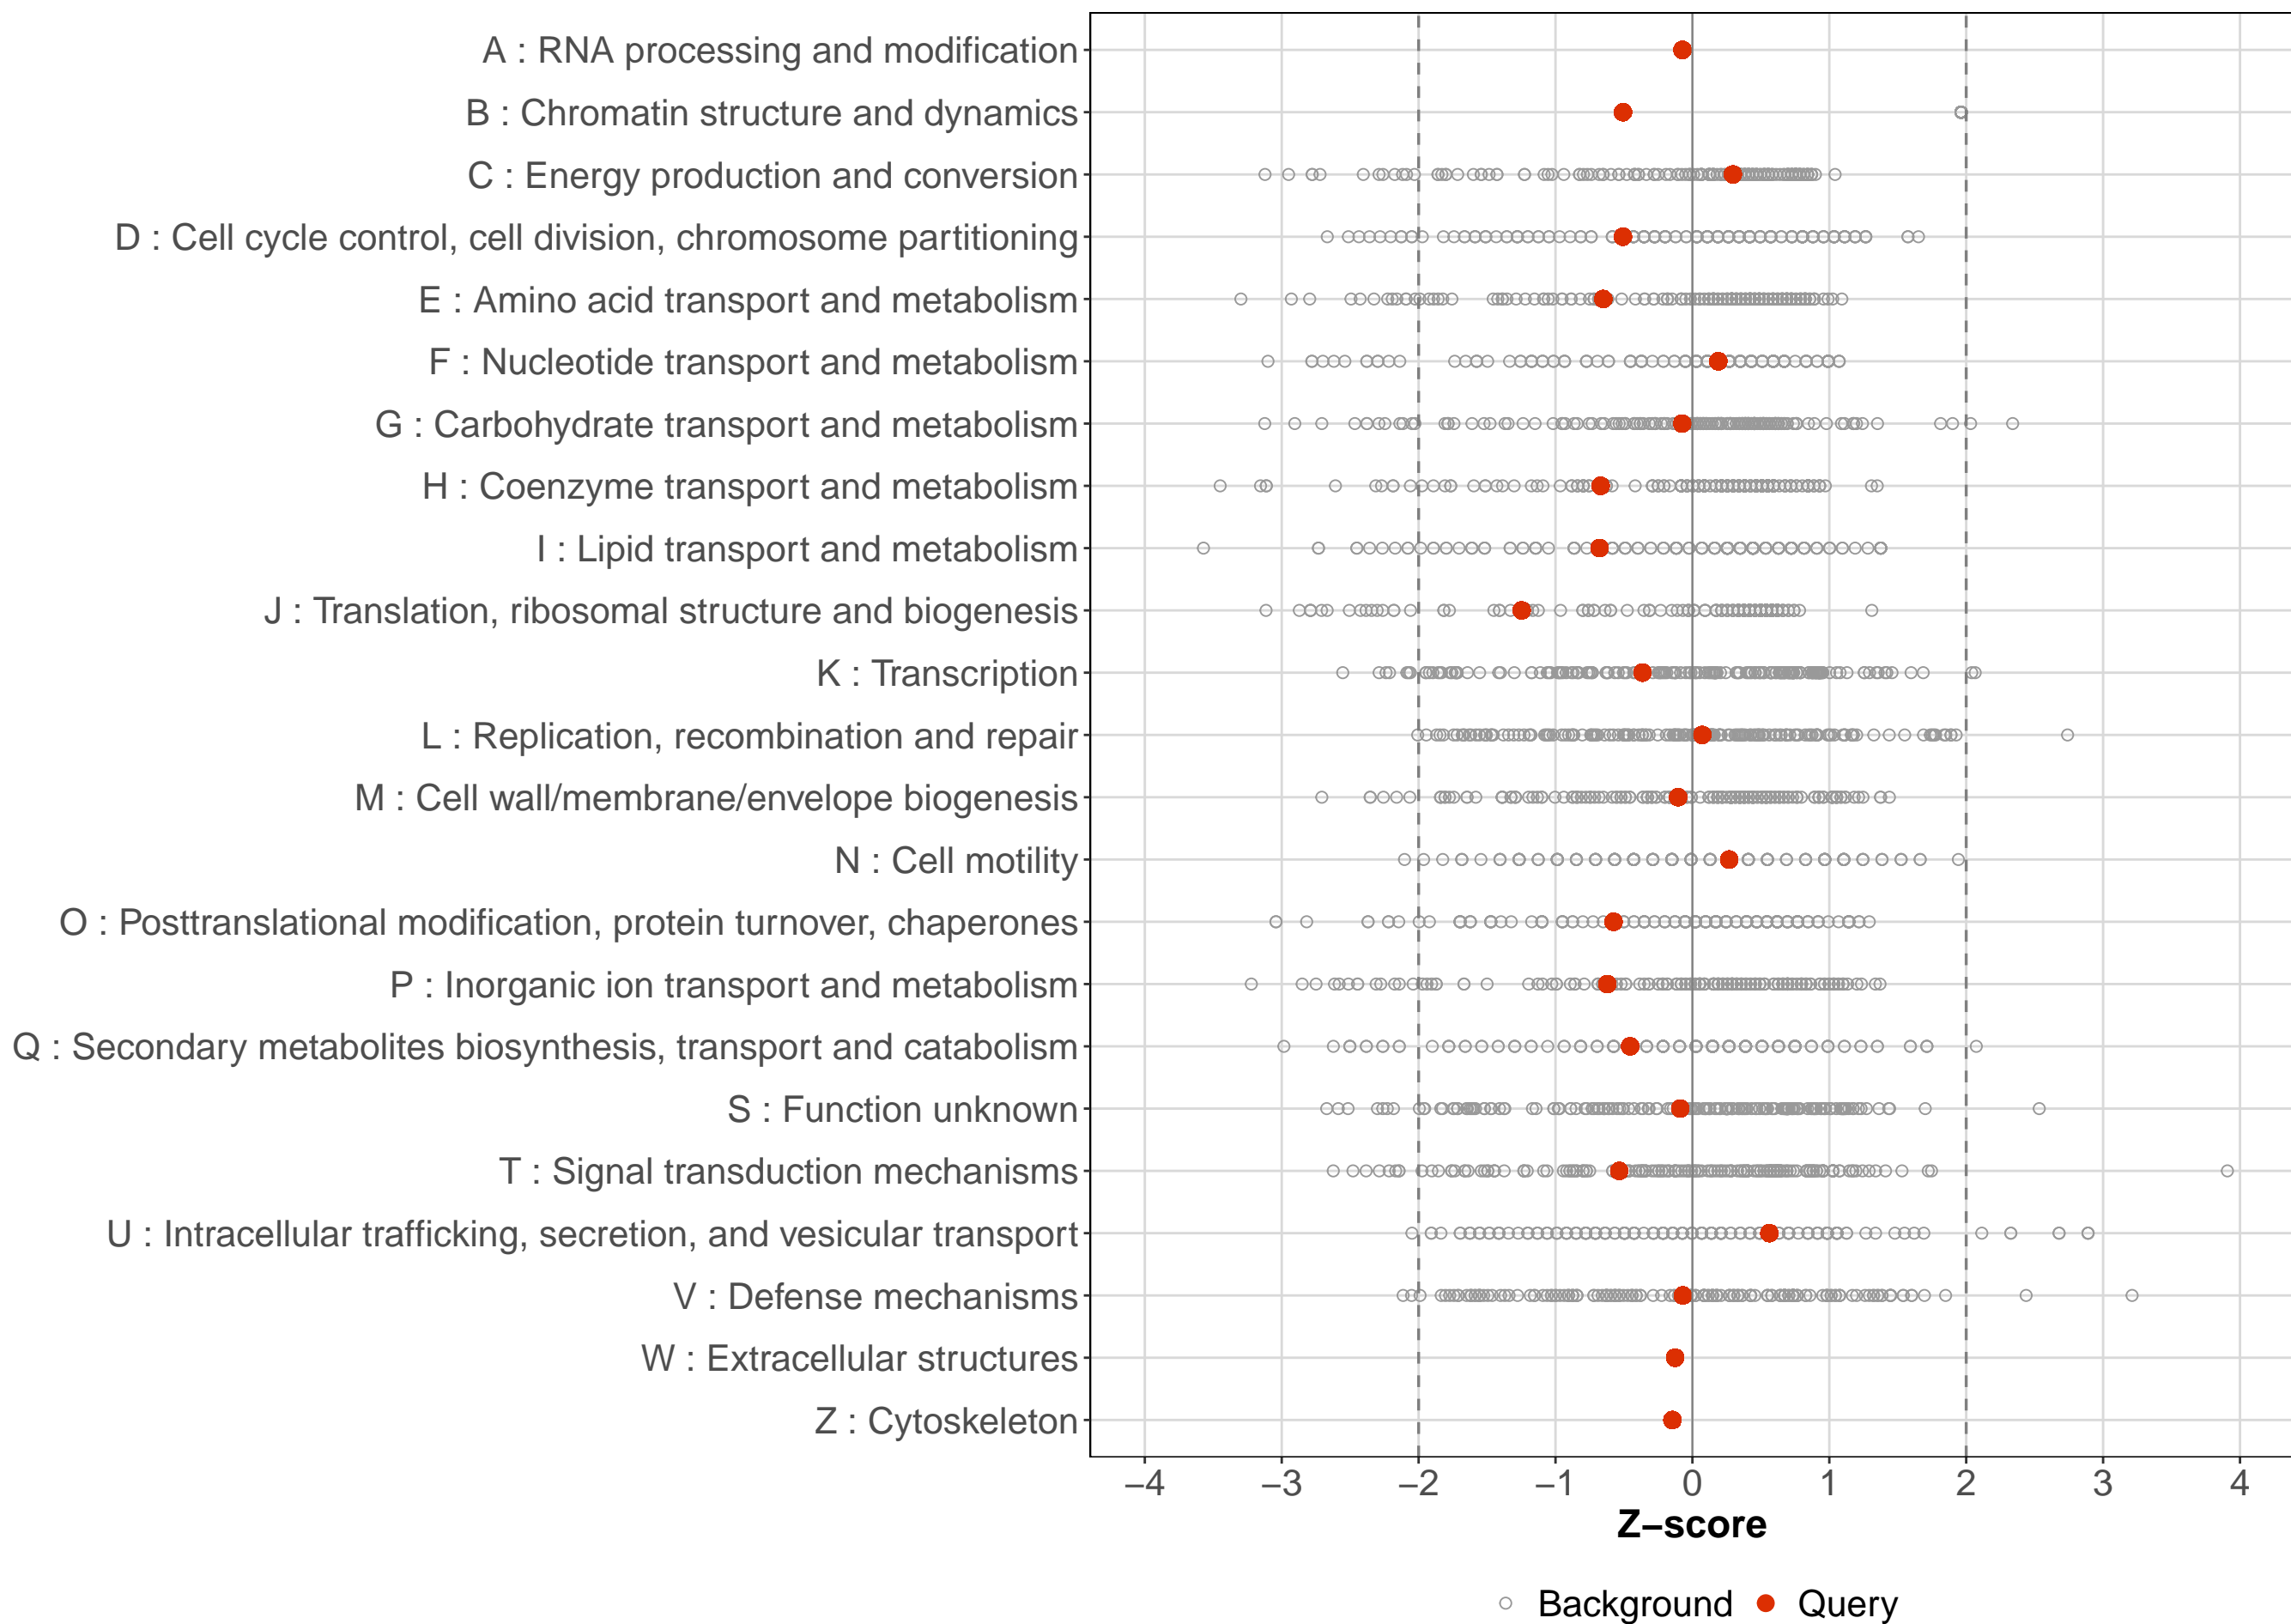 A : RNA processing and modification
B : Chromatin structure and dynamics
C : Energy production and conversion
D : Cell cycle control, cell division, chromosome partitioning
E : Amino acid transport and metabolism
F : Nucleotide transport and metabolism
G : Carbohydrate transport and metabolism
H : Coenzyme transport and metabolism
I : Lipid transport and metabolism
J : Translation, ribosomal structure and biogenesis
K : Transcription
L : Replication, recombination and repair
M : Cell wall/membrane/envelope biogenesis
N : Cell motility
O : Posttranslational modification, protein turnover, chaperones
P : Inorganic ion transport and metabolism
Q : Secondary metabolites biosynthesis, transport and catabolism
S : Function unknown
T : Signal transduction mechanisms
U : Intracellular trafficking, secretion, and vesicular transport
V : Defense mechanisms
W : Extracellular structures
Z : Cytoskeleton
−4 −3 −2 −1 0 1 2 3 4
Z−score
Background Query